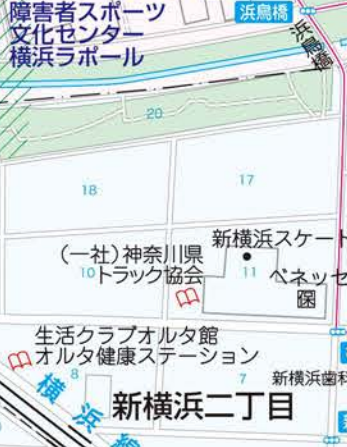 障害者スポーツ
文化センター
横浜ラポール
浜鳥橋
浜鳥橋
20
18
17
新横浜スケート
(一社)神奈川県
トラック協会
10
11
ベネッセ
保
生活クラブオルタ館
オルタ健康ステーション
8
7
新横浜歯科
新横浜二丁目
横浜線